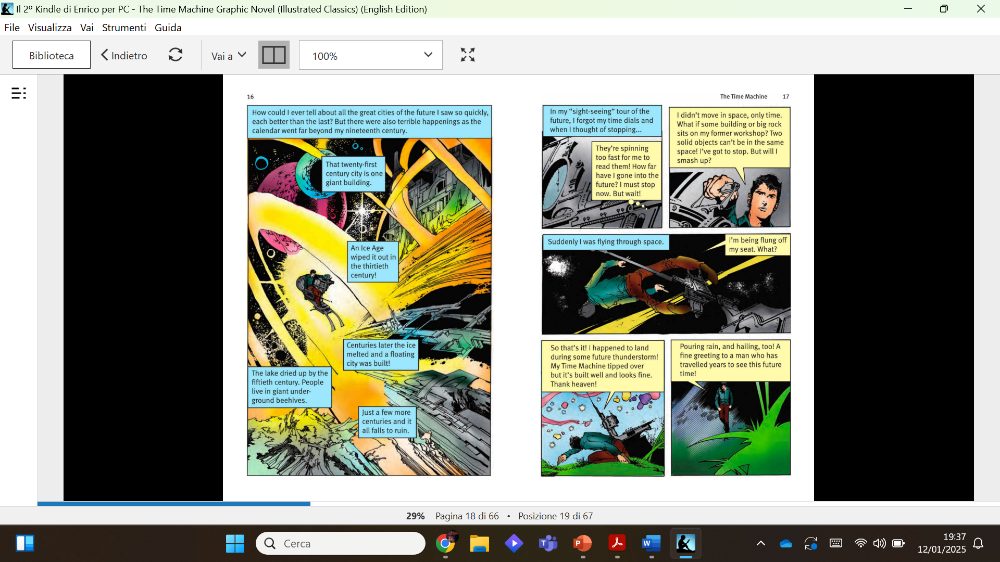 Il 2º Kindle di Enrico per PC - The Time Machine Graphic Novel (Illustrated Classics) (English Edition)
File Visualizza Vai Strumenti Guida
Biblioteca
Indietro
Vai a
100%
16
How could I ever tell about all the great cities of the future I saw so quickly,
each better than the last? But there were also terrible happenings as the
calendar went far beyond my nineteenth century.
That twenty-first
century city is one
giant building.
An Ice Age
wiped it out in
the thirtieth
century!
Centuries later the ice
melted and a floating
city was built!
The lake dried up by the
fiftieth century. People
live in giant under-
ground beehives.
Just a few more
centuries and it
all falls to ruin.
The Time Machine 17
In my “sight-seeing” tour of the
future, I forgot my time dials and
when I thought of stopping...
They’re spinning
too fast for me to
read them! How far
have I gone into the
future? I must stop
now. But wait!
I didn’t move in space, only time.
What if some building or big rock
sits on my former workshop? Two
solid objects can’t be in the same
space! I’ve got to stop. But will I
smash up?
Suddenly I was flying through space.
I’m being flung off
my seat. What?
So that’s it! I happened to land
during some future thunderstorm!
My Time Machine tipped over
but it’s built well and looks fine.
Thank heaven!
Pouring rain, and hailing, too! A
fine greeting to a man who has
travelled years to see this future
time!
29% Pagina 18 di 66 • Posizione 19 di 67
Cerca
19:37
12/01/2025